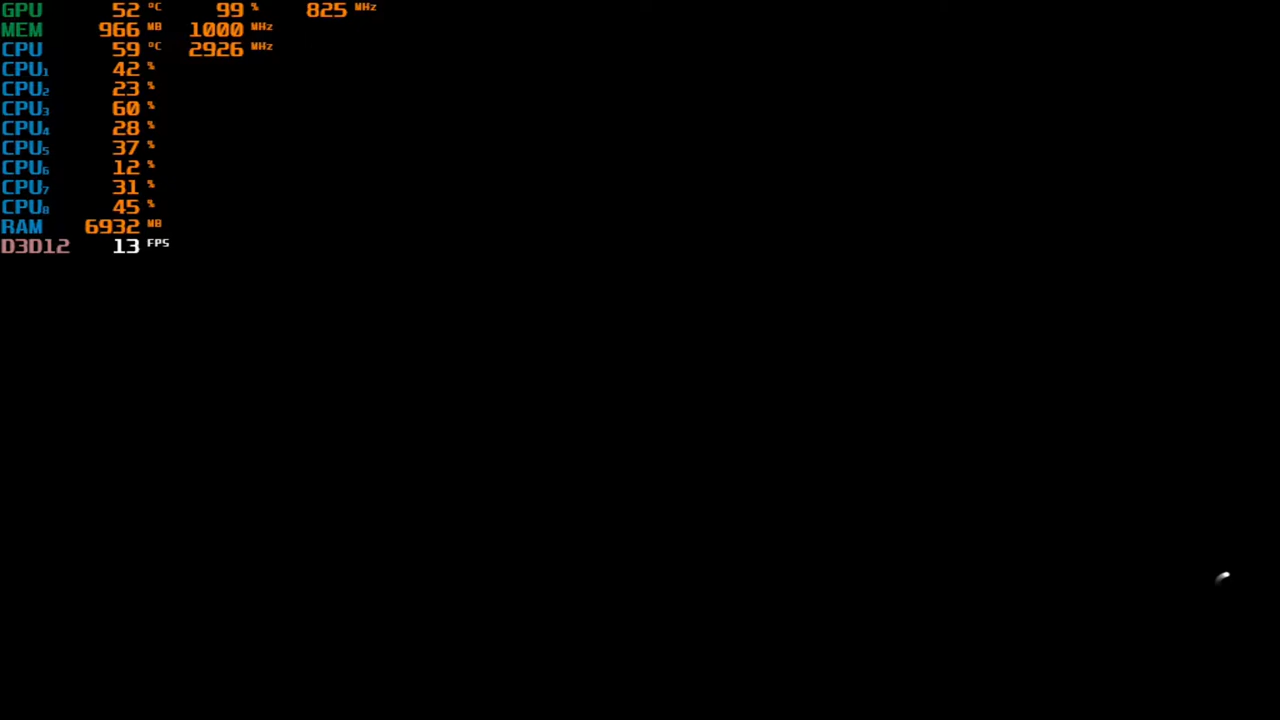 GPU 52 °C 99 % 825 MHz
MEM 966 MB 1000 MHz
CPU 59 °C 2926 MHz
CPU1 42 %
CPU2 23 %
CPU3 60 %
CPU4 28 %
CPU5 37 %
CPU6 12 %
CPU7 31 %
CPU8 45 %
RAM 6932 MB
D3D12 13 FPS